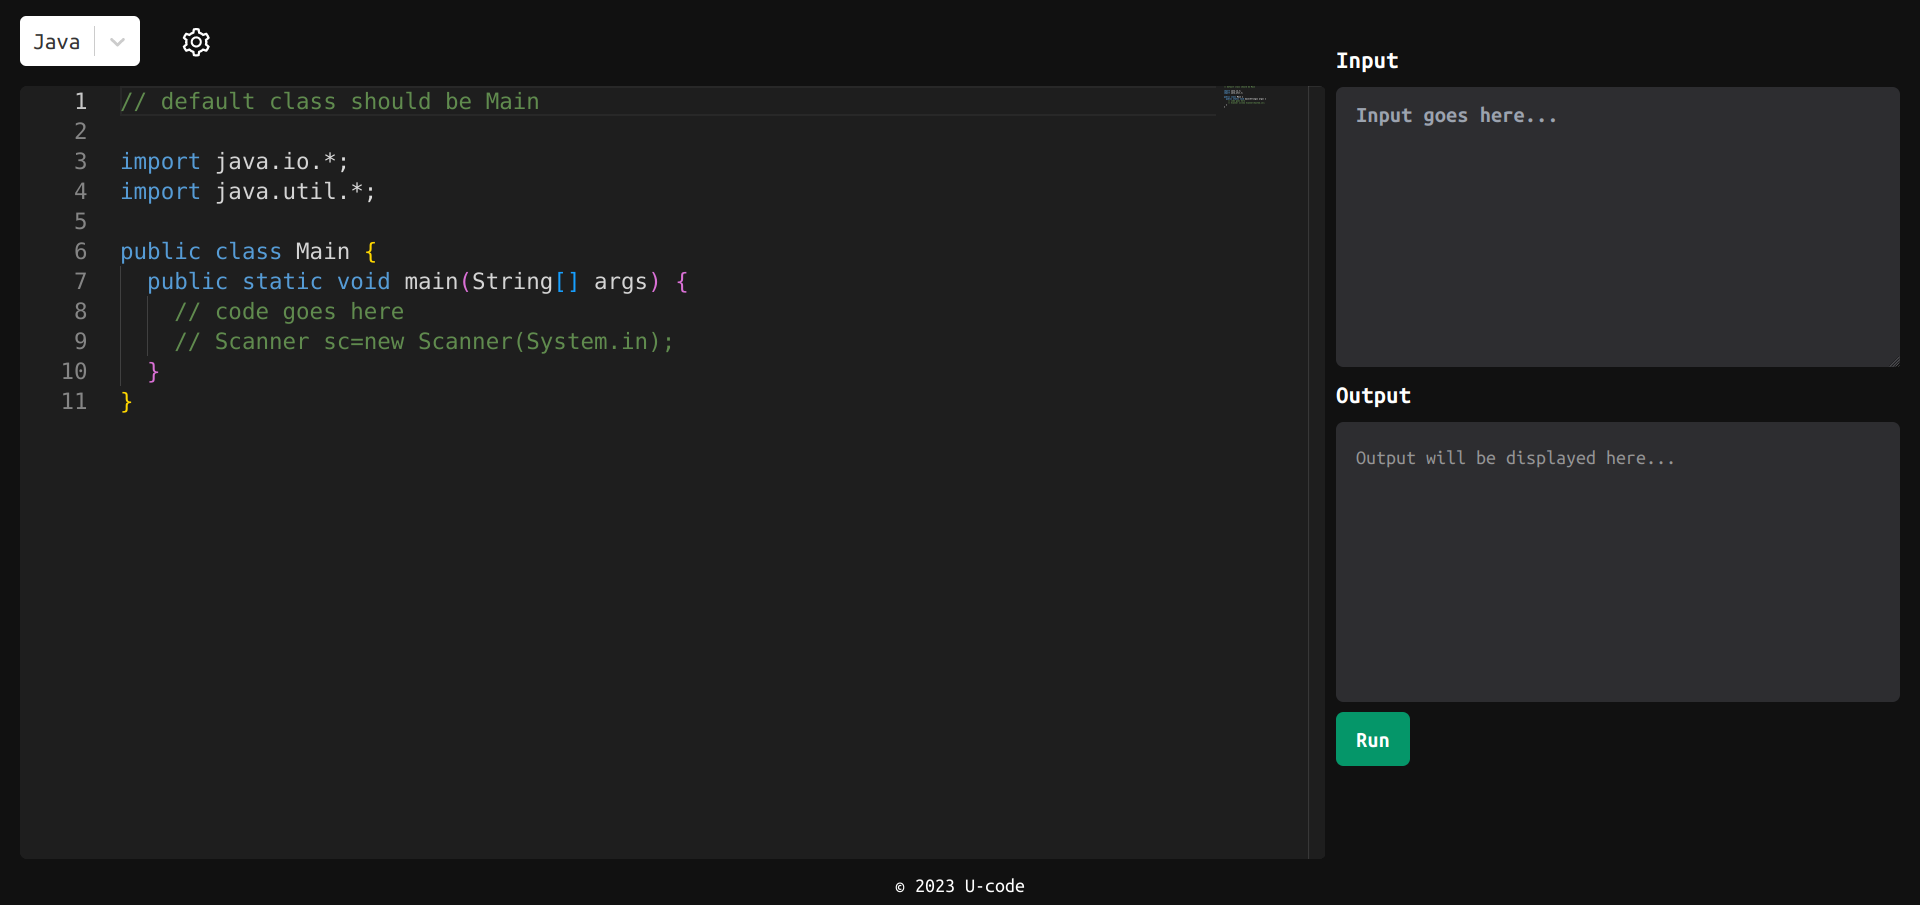 Java
1 // default class should be Main
2
3 import java.io.*;
4 import java.util.*;
5
6 public class Main {
7 public static void main(String[] args) {
8 // code goes here
9 // Scanner sc=new Scanner(System.in);
10 }
11 }
Input
Input goes here...
Output
Output will be displayed here...
Run
© 2023 U-code